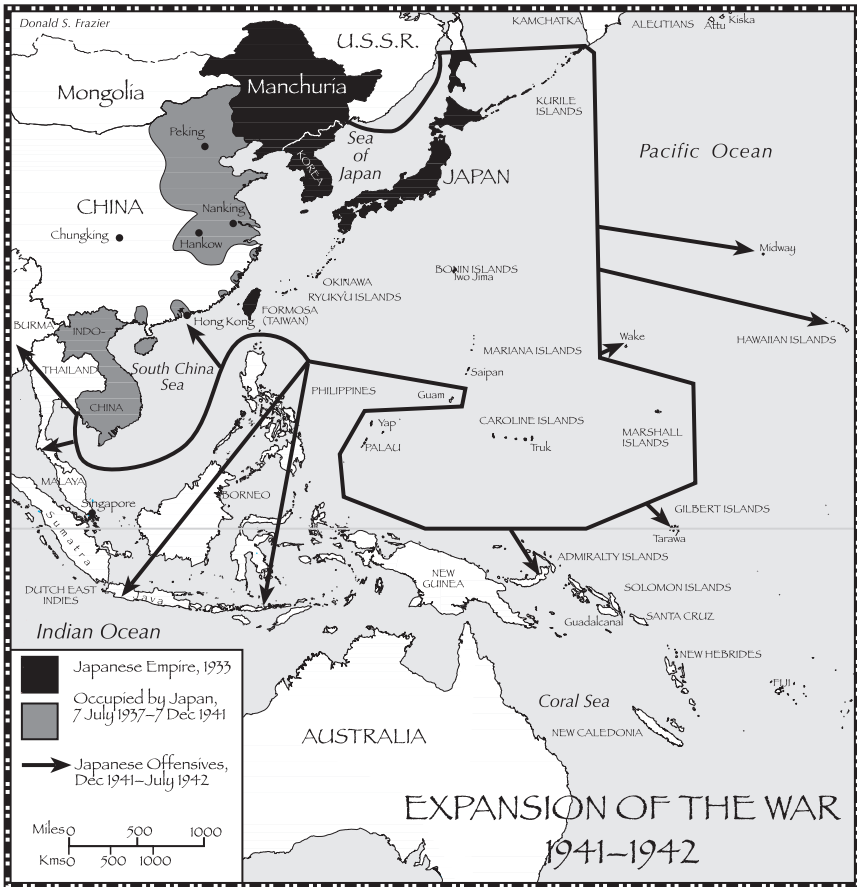 Donald S. Frazier
U.S.S.R.
KAMCHATKA
ALEUTIANS
Attu
Kiska
Mongolia
Manchuria
KURILE
ISLANDS
Peking
Sea
of
Japan
KOREA
JAPAN
Pacific Ocean
CHINA
Nanking
Chungking
Hankow
Midway
BONIN ISLANDS
Iwo Jima
OKINAWA
RYUKYU ISLANDS
FORMOSA
(TAIWAN)
Hong Kong
BURMA
INDO-
CHINA
HAWAIIAN ISLANDS
Wake
MARIANA ISLANDS
THAILAND
South China
Sea
Saipan
PHILIPPINES
Guam
Yap
PALAU
CAROLINE ISLANDS
Truk
MARSHALL
ISLANDS
MALAYA
BORNEO
Singapore
Sumatra
GILBERT ISLANDS
Tarawa
ADMIRALTY ISLANDS
NEW
GUINEA
DUTCH EAST
INDIES
Java
SOLOMON ISLANDS
Guadalcanal
SANTA CRUZ
Indian Ocean
NEW HEBRIDES
FIJI
Coral Sea
NEW CALEDONIA
AUSTRALIA
Japanese Empire, 1933
Occupied by Japan,
7 July 1937–7 Dec 1941
Japanese Offensives,
Dec 1941–July 1942
Miles 0 500 1000
Kms 0 500 1000
EXPANSION OF THE WAR
1941–1942